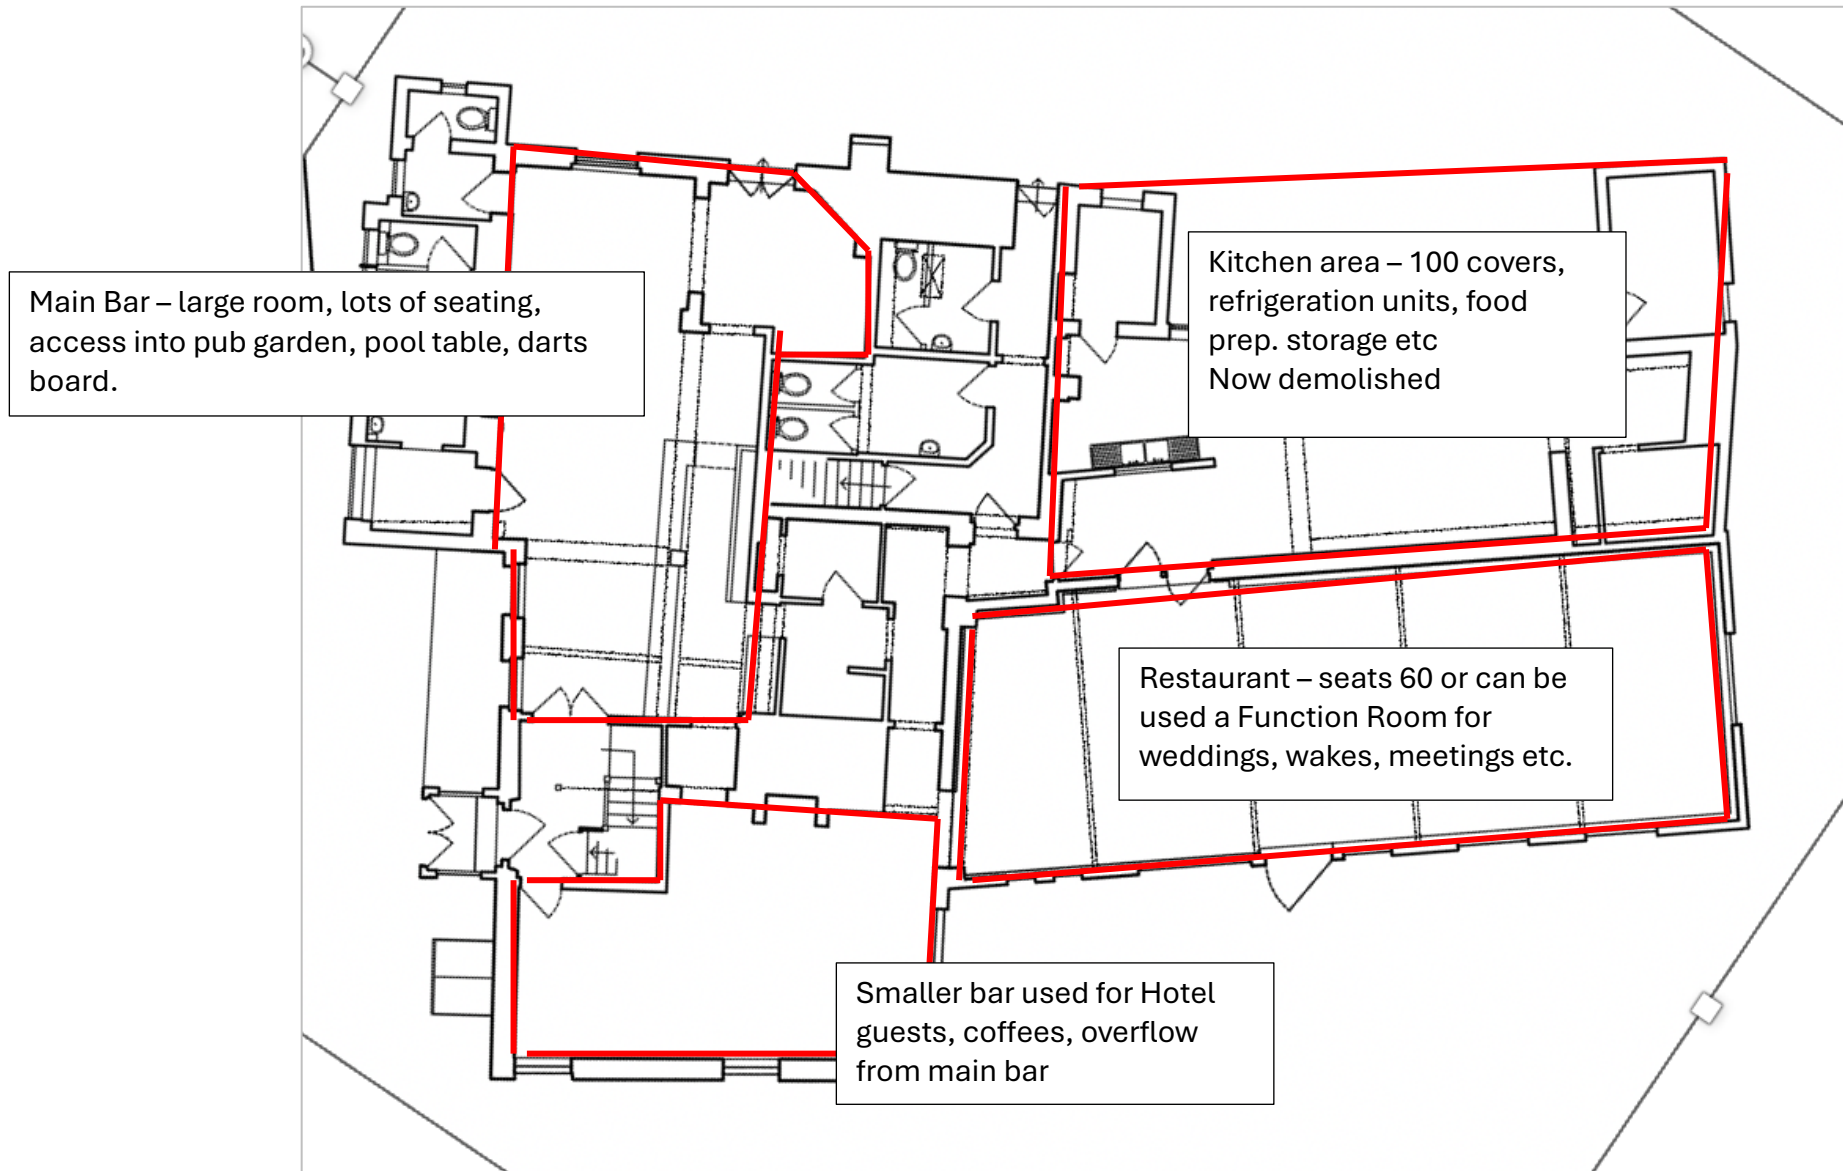 Main Bar – large room, lots of seating,
access into pub garden, pool table, darts
board.
Kitchen area – 100 covers,
refrigeration units, food
prep. storage etc
Now demolished
Restaurant – seats 60 or can be
used a Function Room for
weddings, wakes, meetings etc.
Smaller bar used for Hotel
guests, coffees, overflow
from main bar